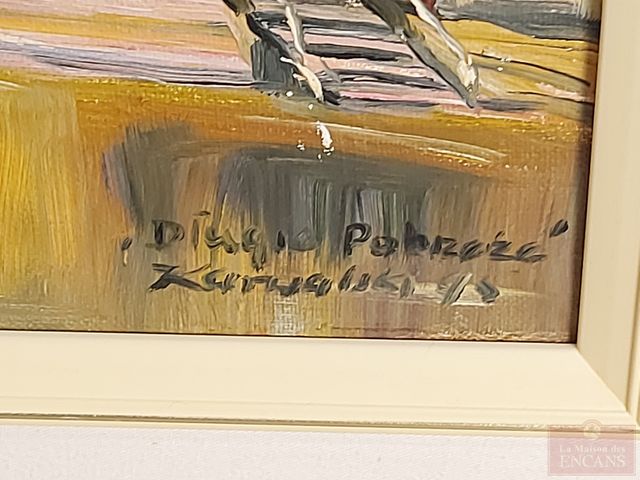 „Długie Pobrzeże”
Karwalski
La Maison des
ENCANS